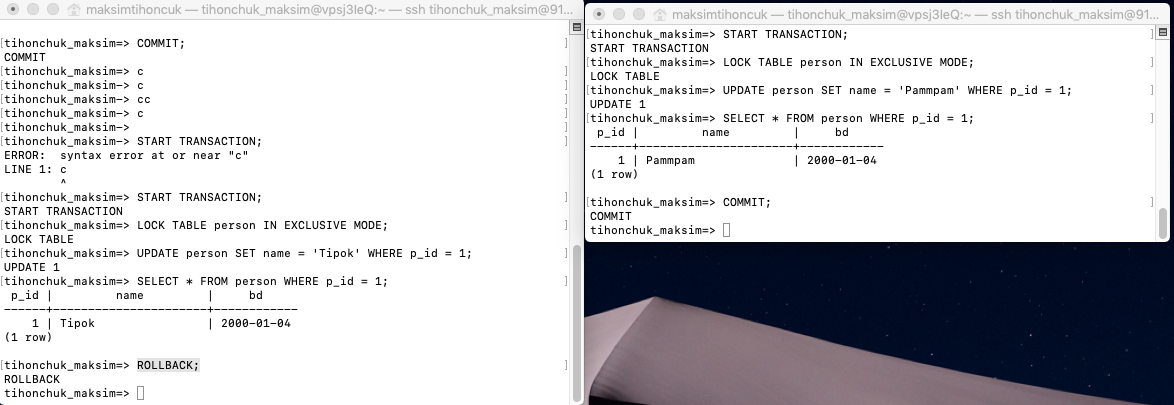 maksimtihoncuk — tihonchuk_maksim@vpsj3leQ:~ — ssh tihonchuk_maksim@91...
[tihonchuk_maksim=> COMMIT;
COMMIT
[tihonchuk_maksim=> c
[tihonchuk_maksim-> c
[tihonchuk_maksim-> cc
[tihonchuk_maksim-> c
[tihonchuk_maksim->
[tihonchuk_maksim-> START TRANSACTION;
ERROR:  syntax error at or near "c"
LINE 1: c
        ^
[tihonchuk_maksim=> START TRANSACTION;
START TRANSACTION
[tihonchuk_maksim=> LOCK TABLE person IN EXCLUSIVE MODE;
LOCK TABLE
[tihonchuk_maksim=> UPDATE person SET name = 'Tipok' WHERE p_id = 1;
UPDATE 1
[tihonchuk_maksim=> SELECT * FROM person WHERE p_id = 1;
 p_id |         name         |     bd
------+----------------------+------------
    1 | Tipok                | 2000-01-04
(1 row)
[tihonchuk_maksim=> ROLLBACK;
ROLLBACK
tihonchuk_maksim=>
maksimtihoncuk — tihonchuk_maksim@vpsj3leQ:~ — ssh tihonchuk_maksim@91...
[tihonchuk_maksim=> START TRANSACTION;
START TRANSACTION
[tihonchuk_maksim=> LOCK TABLE person IN EXCLUSIVE MODE;
LOCK TABLE
[tihonchuk_maksim=> UPDATE person SET name = 'Pammpam' WHERE p_id = 1;
UPDATE 1
[tihonchuk_maksim=> SELECT * FROM person WHERE p_id = 1;
 p_id |         name         |     bd
------+----------------------+------------
    1 | Pammpam              | 2000-01-04
(1 row)
[tihonchuk_maksim=> COMMIT;
COMMIT
tihonchuk_maksim=>